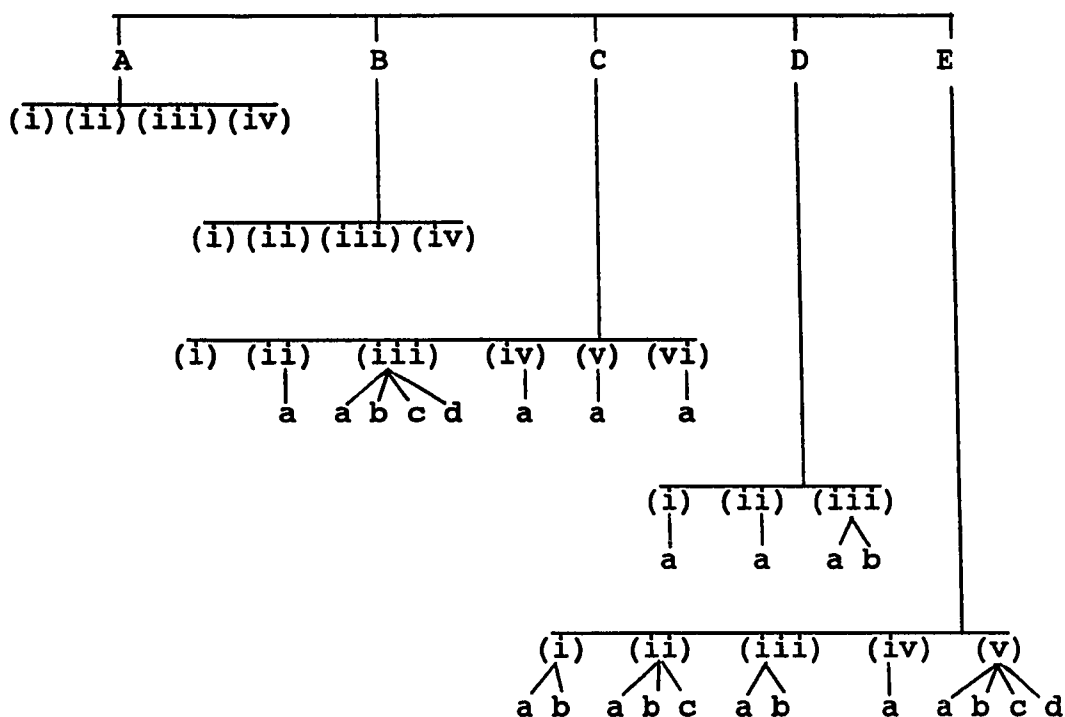 A B C D E
(i) (ii) (iii) (iv)
(i) (ii) (iii) (iv)
(i) (ii) (iii) (iv) (v) (vi)
a a b c d a a a
(i) (ii) (iii)
a a a b
(i) (ii) (iii) (iv) (v)
a b a b c a b a a b c d